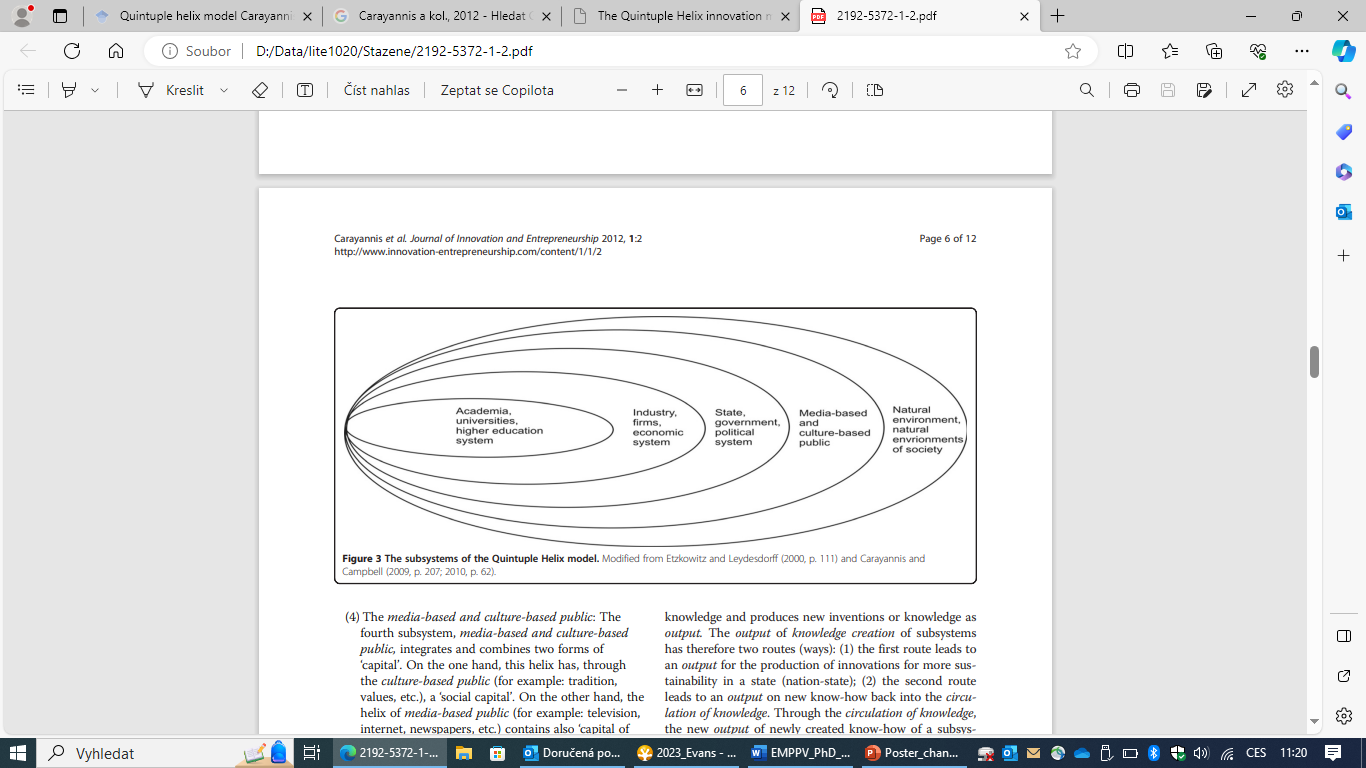 Quintuple helix model Carayanni
Carayannis a kol., 2012 - Hledat G
The Quintuple Helix innovation n
2192-5372-1-2.pdf
Soubor
D:/Data/lite1020/Stazene/2192-5372-1-2.pdf
Kreslit
Číst nahlas
Zeptat se Copilota
6
z 12
Carayannis et al. Journal of Innovation and Entrepreneurship 2012, 1:2
Page 6 of 12
http://www.innovation-entrepreneurship.com/content/1/1/2
Academia,
universities,
higher education
system
Industry,
firms,
economic
system
State,
government,
political
system
Media-based
and
culture-based
public
Natural
environment,
natural
envrionments
of society
Figure 3 The subsystems of the Quintuple Helix model. Modified from Etzkowitz and Leydesdorff (2000, p. 111) and Carayannis and
Campbell (2009, p. 207; 2010, p. 62).
(4) The media-based and culture-based public: The
fourth subsystem, media-based and culture-based
public, integrates and combines two forms of
‘capital’. On the one hand, this helix has, through
the culture-based public (for example: tradition,
values, etc.), a ‘social capital’. On the other hand, the
helix of media-based public (for example: television,
internet, newspapers, etc.) contains also ‘capital of
knowledge and produces new inventions or knowledge as
output. The output of knowledge creation of subsystems
has therefore two routes (ways): (1) the first route leads to
an output for the production of innovations for more sus-
tainability in a state (nation-state); (2) the second route
leads to an output on new know-how back into the circu-
lation of knowledge. Through the circulation of knowledge,
the new output of newly created know-how of a subsys-
Vyhledat
2192-5372-1-...
Doručená po...
2023_Evans - ...
EMPPV_PhD_...
Poster_chan...
CES
11:20